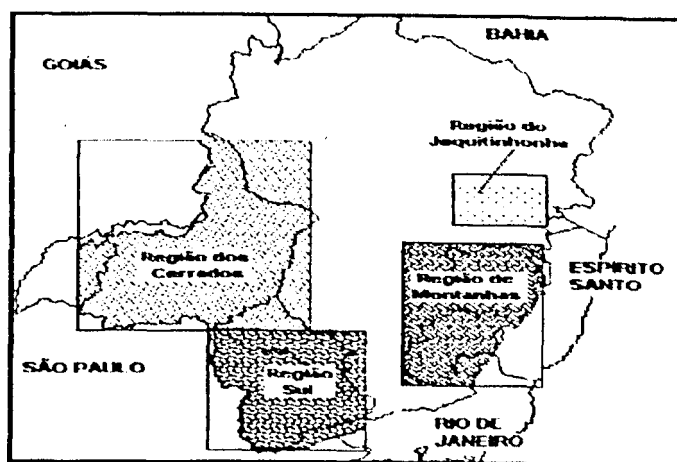 BAHIA
GOIÁS
Região do
Jequitinhonha
Região dos
Cerrados
Região de
Montanhas
ESPÍRITO
SANTO
SÃO PAULO
Região
Sul
RIO DE
JANEIRO